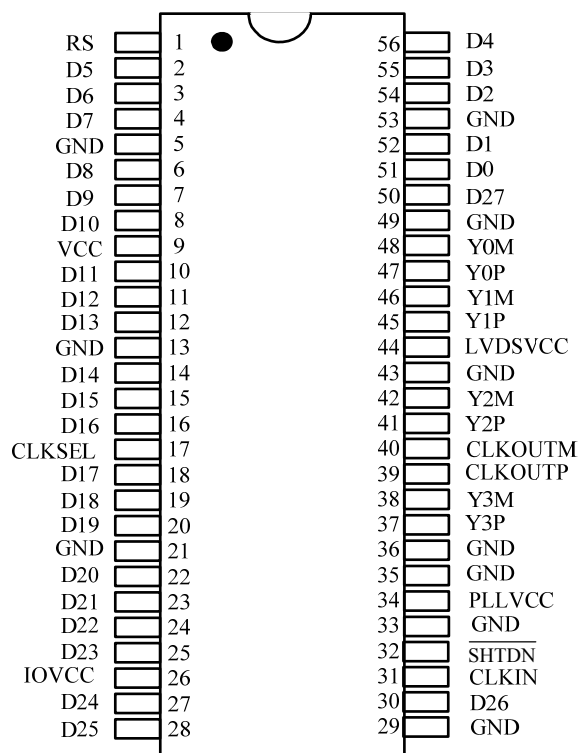 RS 1 56 D4
D5 2 55 D3
D6 3 54 D2
D7 4 53 GND
GND 5 52 D1
D8 6 51 D0
D9 7 50 D27
D10 8 49 GND
VCC 9 48 Y0M
D11 10 47 Y0P
D12 11 46 Y1M
D13 12 45 Y1P
GND 13 44 LVDSVCC
D14 14 43 GND
D15 15 42 Y2M
D16 16 41 Y2P
CLKSEL 17 40 CLKOUTM
D17 18 39 CLKOUTP
D18 19 38 Y3M
D19 20 37 Y3P
GND 21 36 GND
D20 22 35 GND
D21 23 34 PLLVCC
D22 24 33 GND
D23 25 32 SHTDN
IOVCC 26 31 CLKIN
D24 27 30 D26
D25 28 29 GND